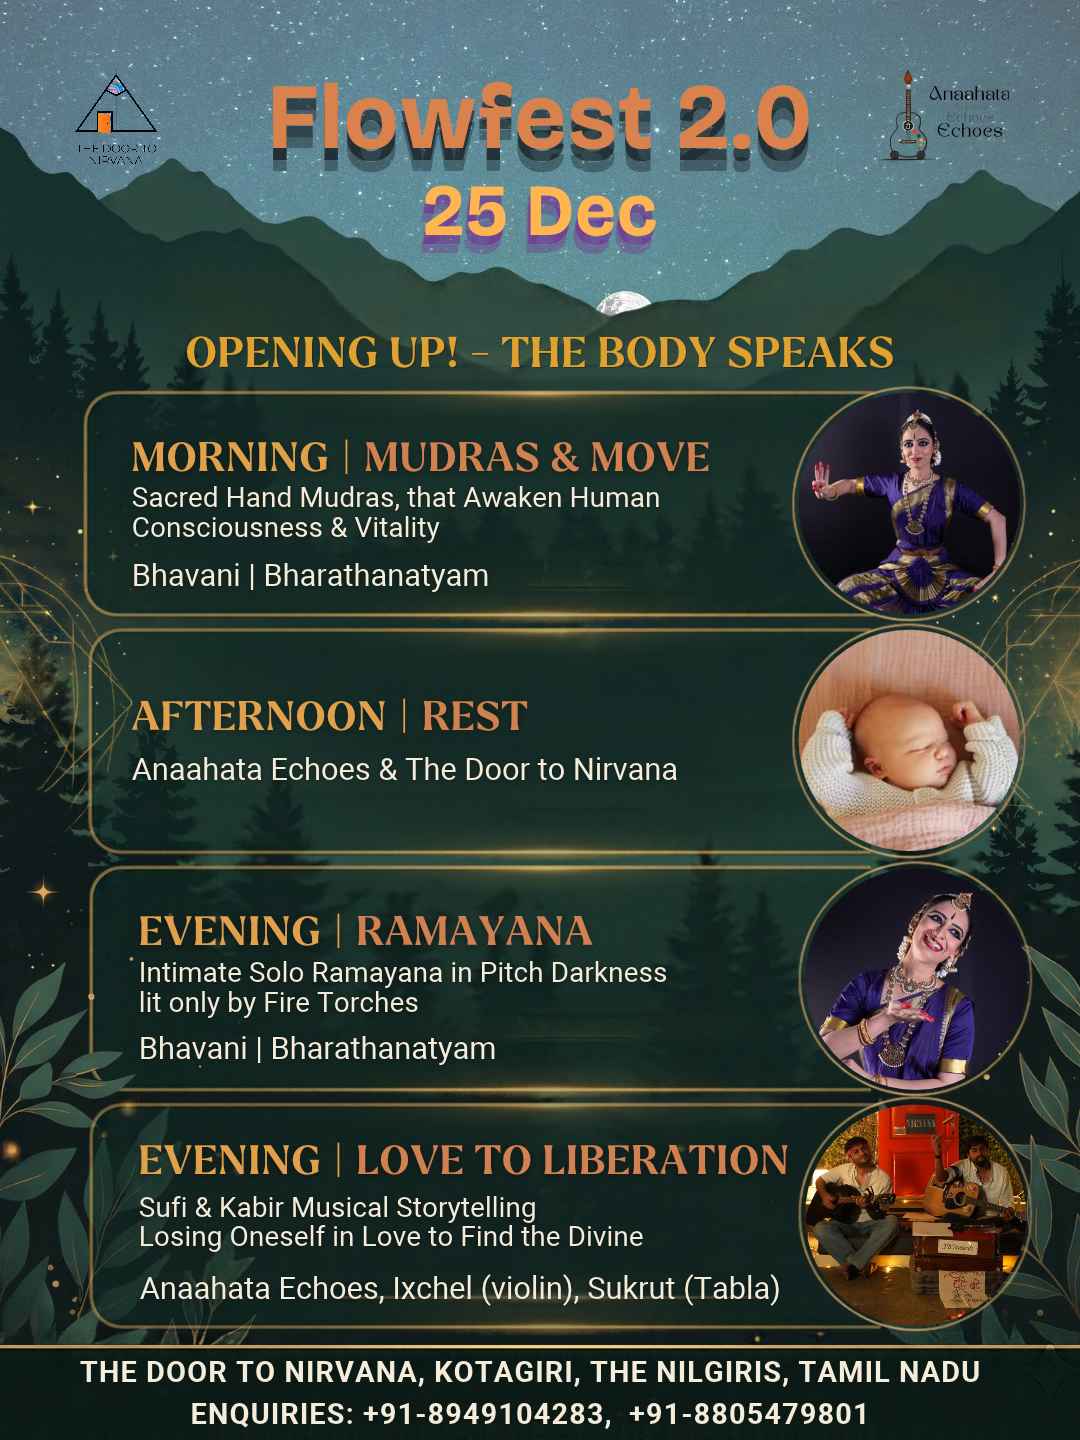 THE DOOR TO
NIRVANA
Flowfest 2.0
Anaahata
Echoes
Echoes
25 Dec
OPENING UP! - THE BODY SPEAKS
MORNING | MUDRAS & MOVE
Sacred Hand Mudras, that Awaken Human
Consciousness & Vitality
Bhavani | Bharathanatyam
AFTERNOON | REST
Anaahata Echoes & The Door to Nirvana
EVENING | RAMAYANA
Intimate Solo Ramayana in Pitch Darkness
lit only by Fire Torches
Bhavani | Bharathanatyam
EVENING | LOVE TO LIBERATION
Sufi & Kabir Musical Storytelling
Losing Oneself in Love to Find the Divine
Anaahata Echoes, Ixchel (violin), Sukrut (Tabla)
NIRVANA
THE DOOR TO NIRVANA, KOTAGIRI, THE NILGIRIS, TAMIL NADU
ENQUIRIES: +91-8949104283, +91-8805479801